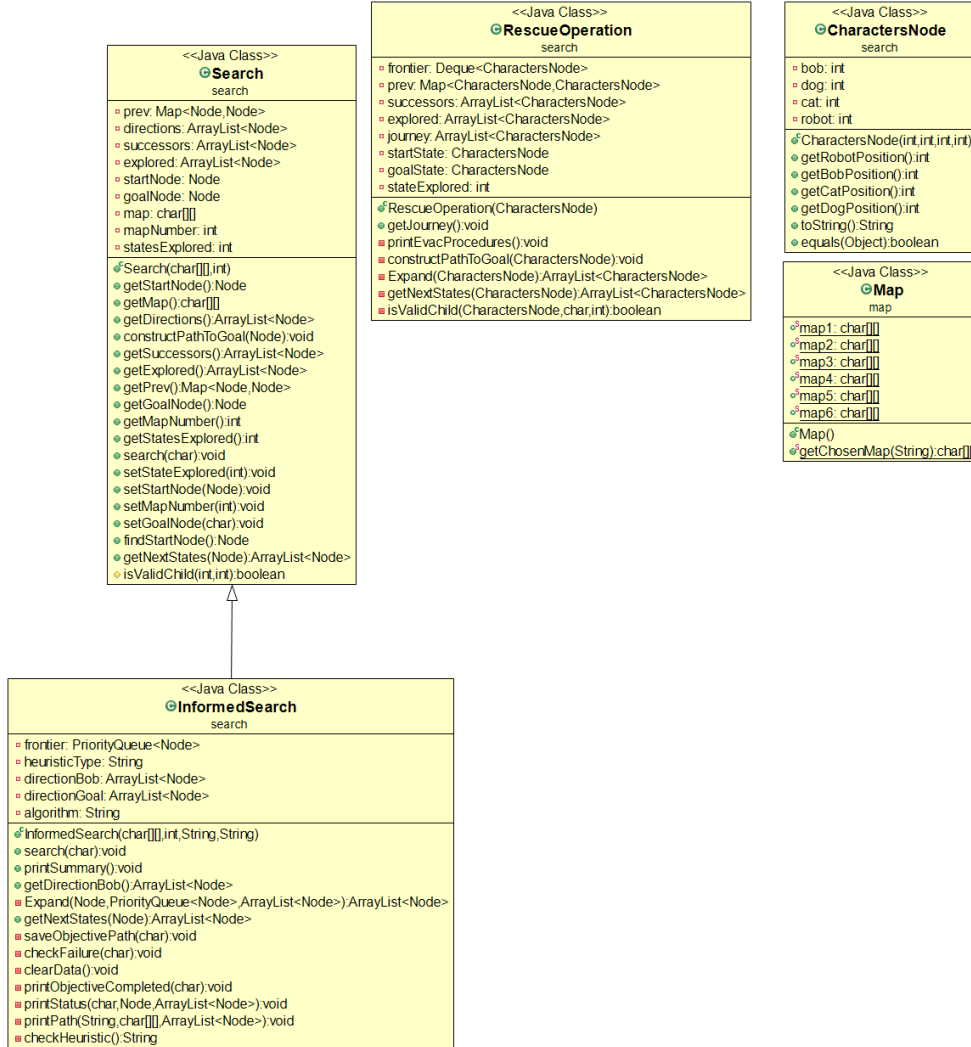 <<Java Class>>
Search
search
prev: Map<Node,Node>
directions: ArrayList<Node>
successors: ArrayList<Node>
explored: ArrayList<Node>
startNode: Node
goalNode: Node
map: char[][]
mapNumber: int
statesExplored: int
Search(char[][],int)
getStartNode():Node
getMap():char[][]
getDirections():ArrayList<Node>
constructPathToGoal(Node):void
getSuccessors():ArrayList<Node>
getExplored():ArrayList<Node>
getPrev():Map<Node,Node>
getGoalNode():Node
getMapNumber():int
getStatesExplored():int
search(char):void
setStateExplored(int):void
setStartNode(Node):void
setMapNumber(int):void
setGoalNode(char):void
findStartNode():Node
getNextStates(Node):ArrayList<Node>
isValidChild(int,int):boolean
<<Java Class>>
RescueOperation
search
frontier: Deque<CharactersNode>
prev: Map<CharactersNode,CharactersNode>
successors: ArrayList<CharactersNode>
explored: ArrayList<CharactersNode>
journey: ArrayList<CharactersNode>
startState: CharactersNode
goalState: CharactersNode
stateExplored: int
RescueOperation(CharactersNode)
getJourney():void
printEvacProcedures():void
constructPathToGoal(CharactersNode):void
Expand(CharactersNode):ArrayList<CharactersNode>
getNextStates(CharactersNode):ArrayList<CharactersNode>
isValidChild(CharactersNode,char,int):boolean
<<Java Class>>
CharactersNode
search
bob: int
dog: int
cat: int
robot: int
CharactersNode(int,int,int,int)
getRobotPosition():int
getBobPosition():int
getCatPosition():int
getDogPosition():int
toString():String
equals(Object):boolean
<<Java Class>>
Map
map
map1: char[][]
map2: char[][]
map3: char[][]
map4: char[][]
map5: char[][]
map6: char[][]
Map()
getChosenMap(String):char[][]
<<Java Class>>
InformedSearch
search
frontier: PriorityQueue<Node>
heuristicType: String
directionBob: ArrayList<Node>
directionGoal: ArrayList<Node>
algorithm: String
InformedSearch(char[][],int,String,String)
search(char):void
printSummary():void
getDirectionBob():ArrayList<Node>
Expand(Node,PriorityQueue<Node>,ArrayList<Node>):ArrayList<Node>
getNextStates(Node):ArrayList<Node>
saveObjectivePath(char):void
checkFailure(char):void
clearData():void
printObjectiveCompleted(char):void
printStatus(char,Node,ArrayList<Node>):void
printPath(String,char[][],ArrayList<Node>):void
checkHeuristic():String